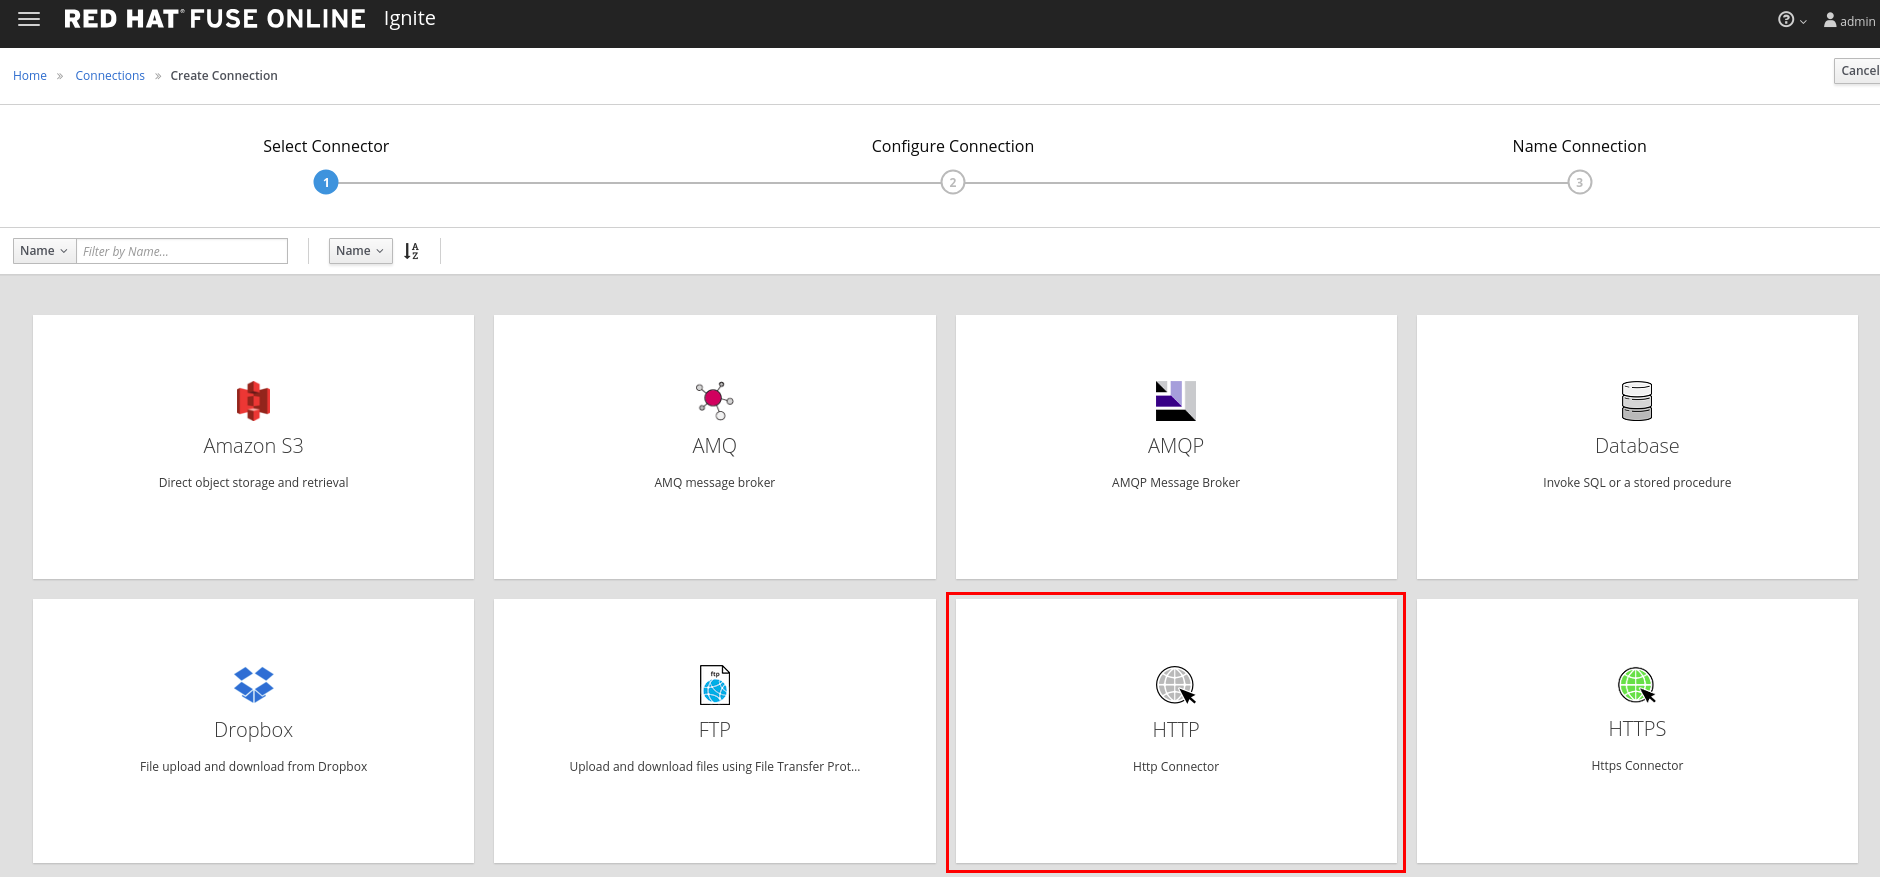 RED HAT® FUSE ONLINE Ignite
admin
Home » Connections » Create Connection
Cancel
Select Connector
Configure Connection
Name Connection
1
2
3
Name
Filter by Name...
Name
A
Z
Amazon S3
Direct object storage and retrieval
AMQ
AMQ message broker
AMQP
AMQP Message Broker
Database
Invoke SQL or a stored procedure
Dropbox
File upload and download from Dropbox
ftp
FTP
Upload and download files using File Transfer Prot...
HTTP
Http Connector
HTTPS
Https Connector